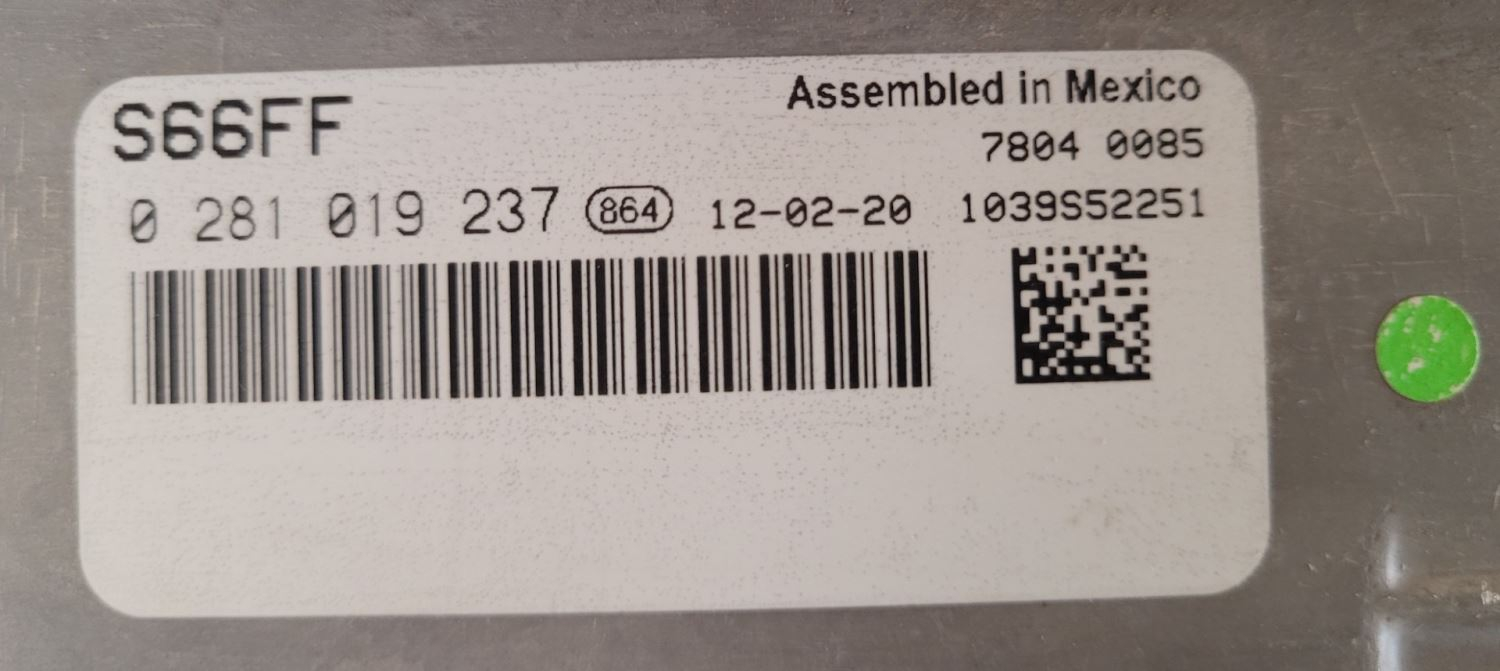 S66FF
Assembled in Mexico
7804 0085
0 281 019 237 864 12-02-20 1039S52251